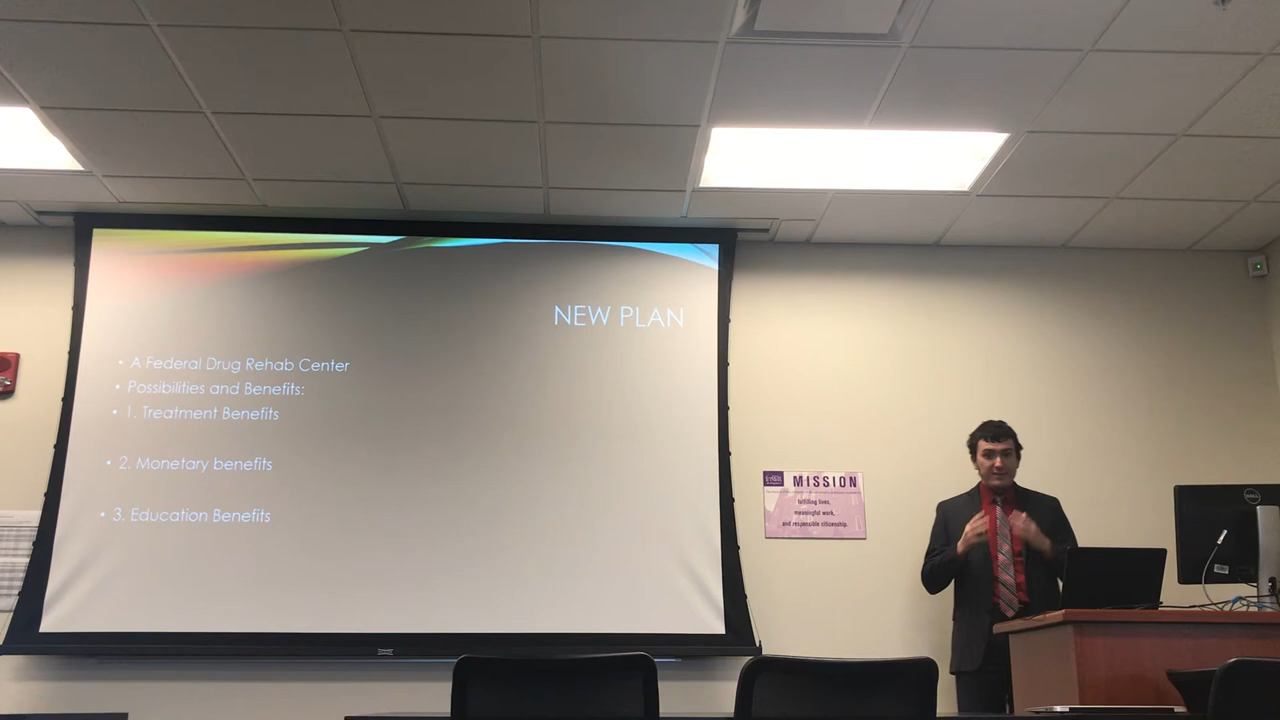 NEW PLAN
• A Federal Drug Rehab Center
• Possibilities and Benefits:
• 1. Treatment Benefits
• 2. Monetary benefits
• 3. Education Benefits
MISSION
fulfilling lives,
meaningful work,
and responsible citizenship.
DELL